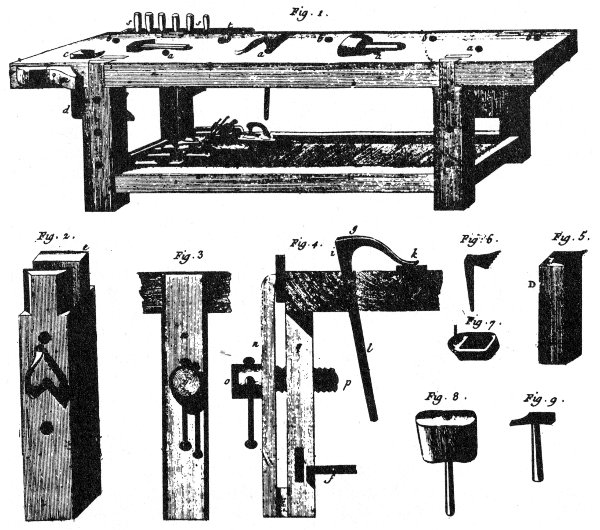 Fig. 1.
s s t
b b b b
c a a h a
d
Fig. 2. e
Fig. 3
Fig. 4. g
i k
n q
o p
l
f
Fig. 6.
Fig. 5.
D
Fig. 7.
Fig. 8.
Fig. 9.